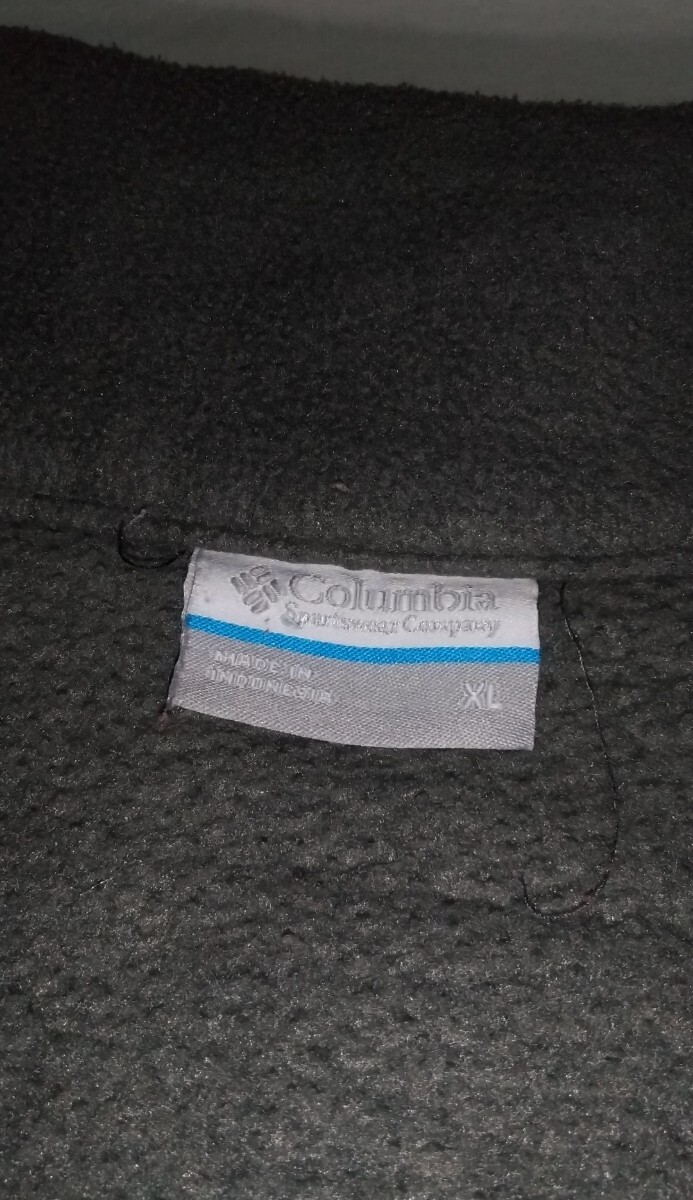 Columbia
Sportswear Company
MADE IN
INDONESIA
XL